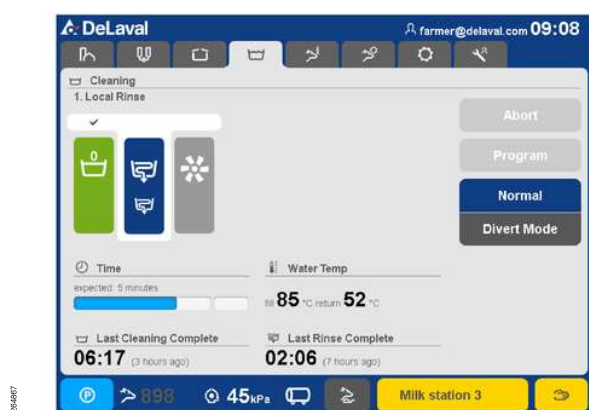 DeLaval
farmer@delaval.com 09:08
Cleaning
1. Local Rinse
Abort
0
Program
Normal
Divert Mode
Time
Water Temp
expected: 5 minutes
fill 85 °C return 52 °C
Last Cleaning Complete
Last Rinse Complete
06:17 (3 hours ago)
02:06 (7 hours ago)
P
898
45kPa
Milk station 3